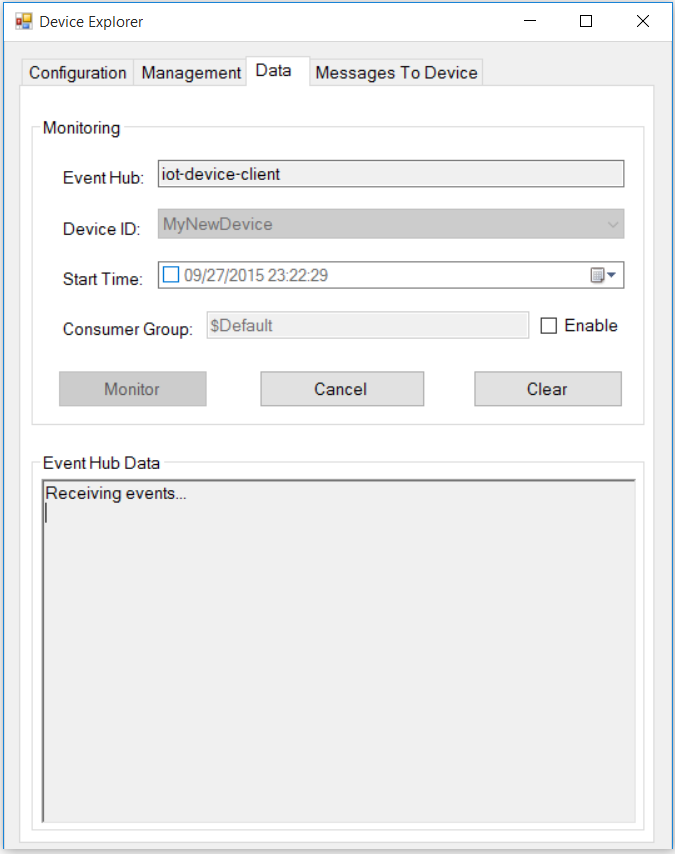 Device Explorer
Configuration Management Data Messages To Device
Monitoring
Event Hub: iot-device-client
Device ID: MyNewDevice
Start Time: 09/27/2015 23:22:29
Consumer Group: $Default Enable
Monitor Cancel Clear
Event Hub Data
Receiving events...